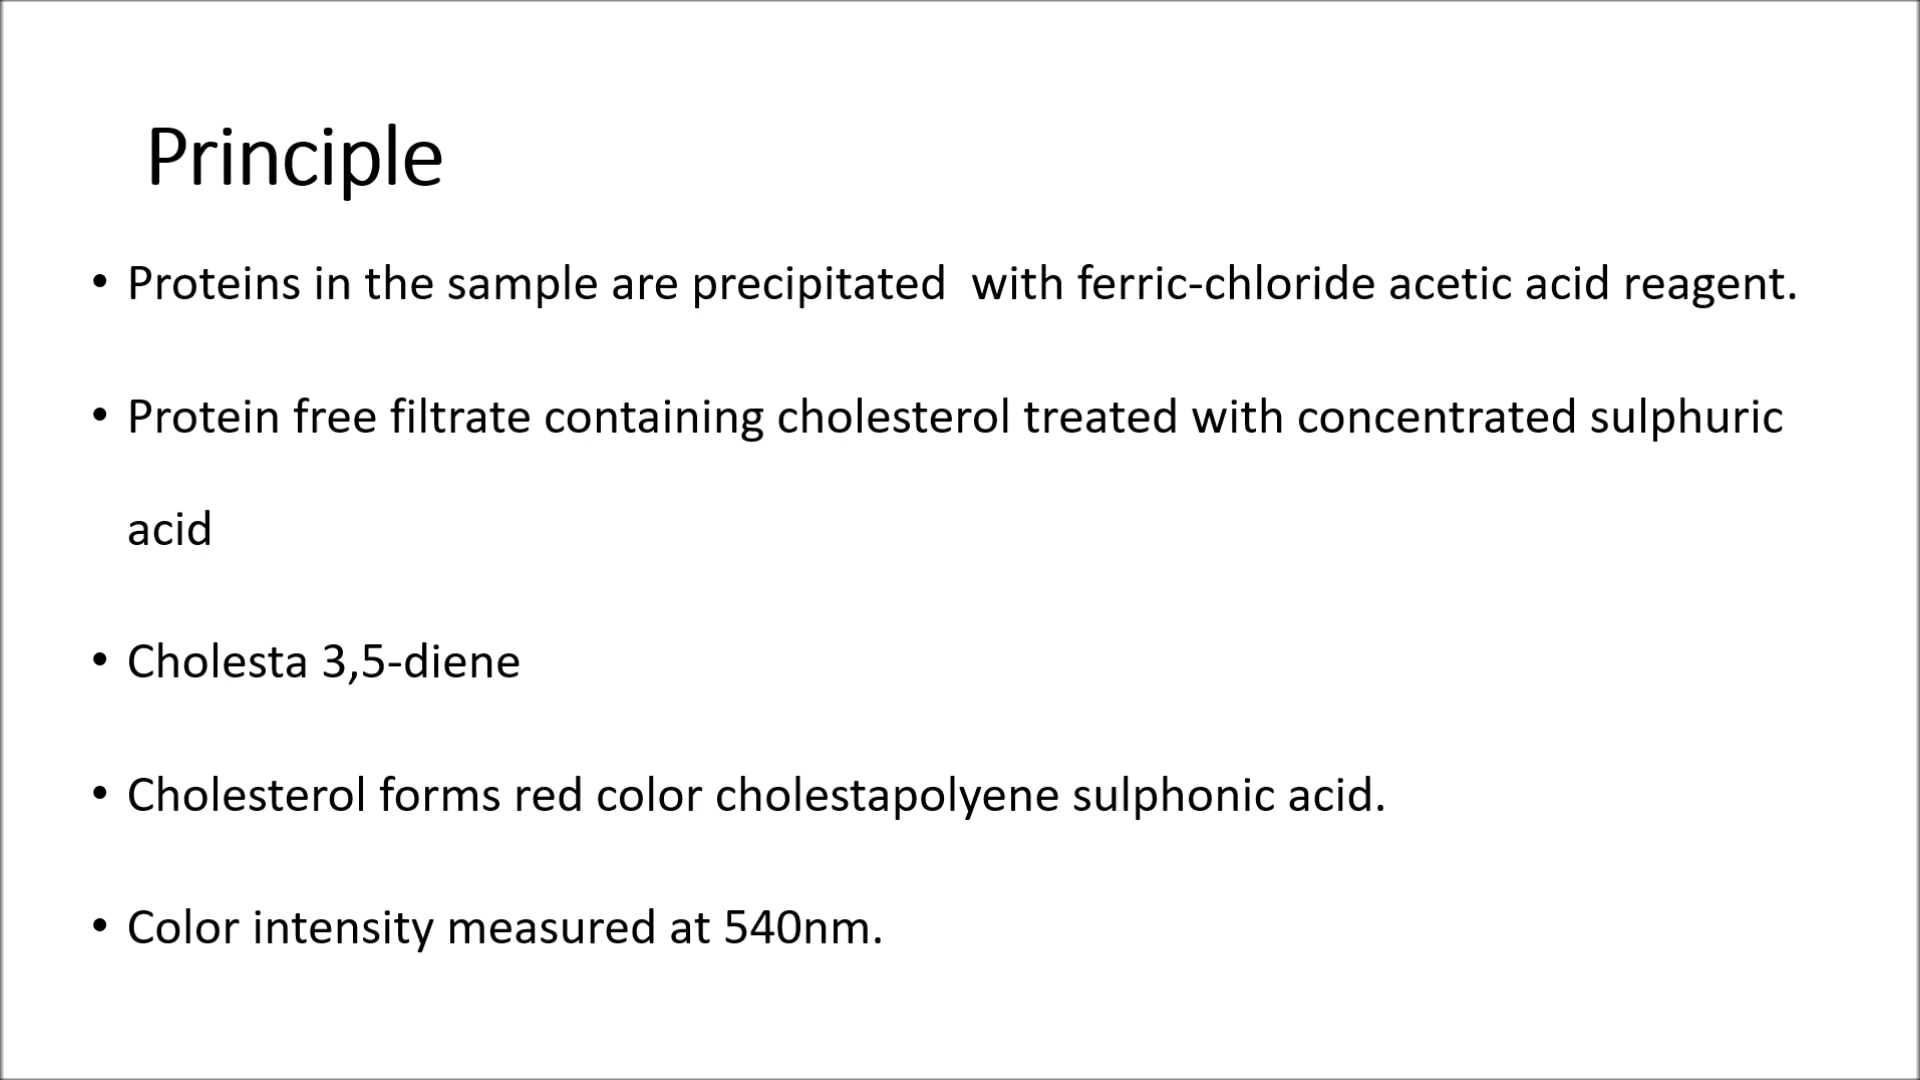 Principle
• Proteins in the sample are precipitated  with ferric-chloride acetic acid reagent.
• Protein free filtrate containing cholesterol treated with concentrated sulphuric
acid
• Cholesta 3,5-diene
• Cholesterol forms red color cholestapolyene sulphonic acid.
• Color intensity measured at 540nm.